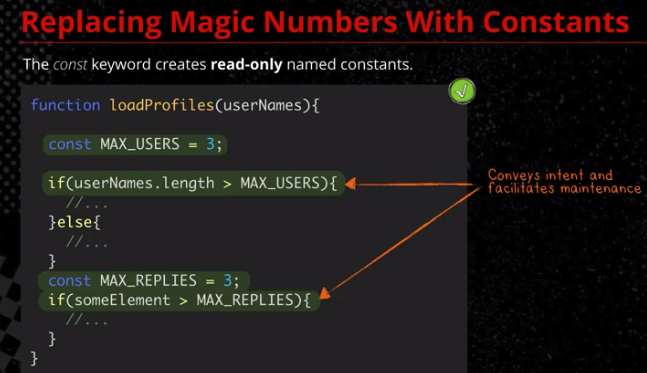 Replacing Magic Numbers With Constants
The const keyword creates read-only named constants.
function loadProfiles(userNames){
const MAX_USERS = 3;
if(userNames.length > MAX_USERS){
//...
}else{
//...
}
const MAX_REPLIES = 3;
if(someElement > MAX_REPLIES){
//...
}
}
Conveys intent and
facilitates maintenance